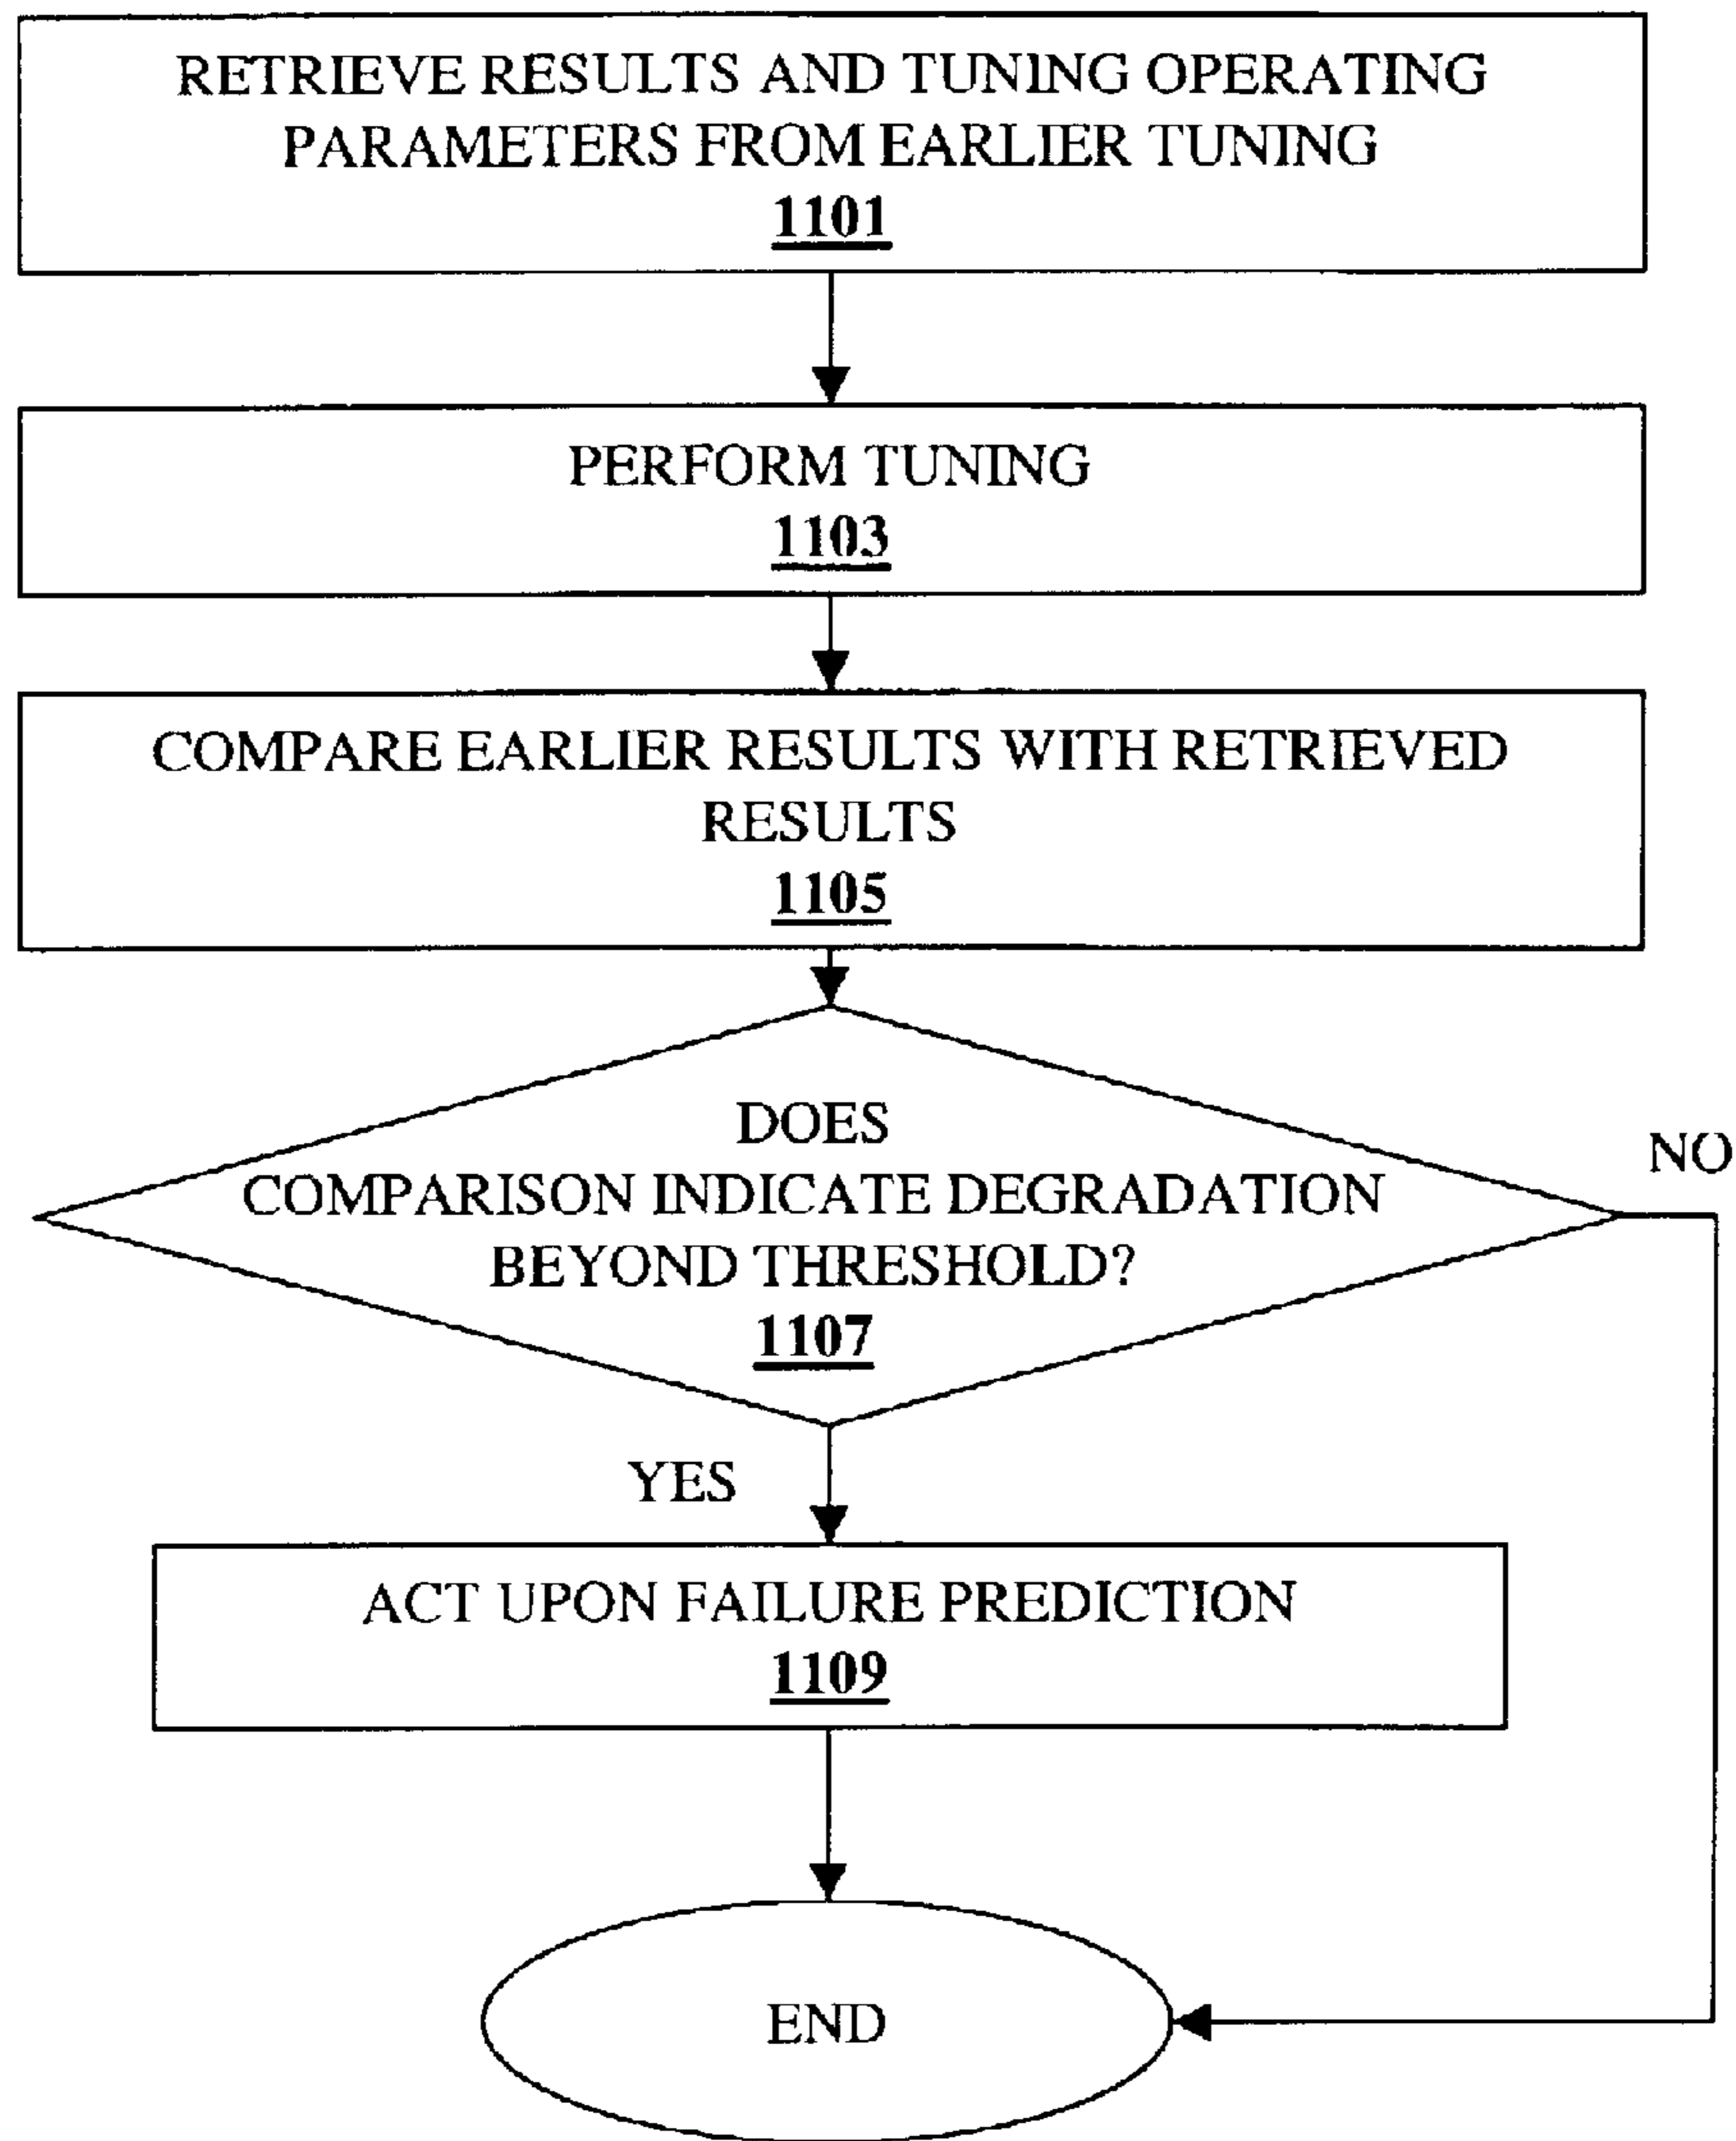 RETRIEVE RESULTS AND TUNING OPERATING
PARAMETERS FROM EARLIER TUNING
1101
PERFORM TUNING
1103
COMPARE EARLIER RESULTS WITH RETRIEVED
RESULTS
1105
DOES
COMPARISON INDICATE DEGRADATION
BEYOND THRESHOLD?
1107
NO
YES
ACT UPON FAILURE PREDICTION
1109
END